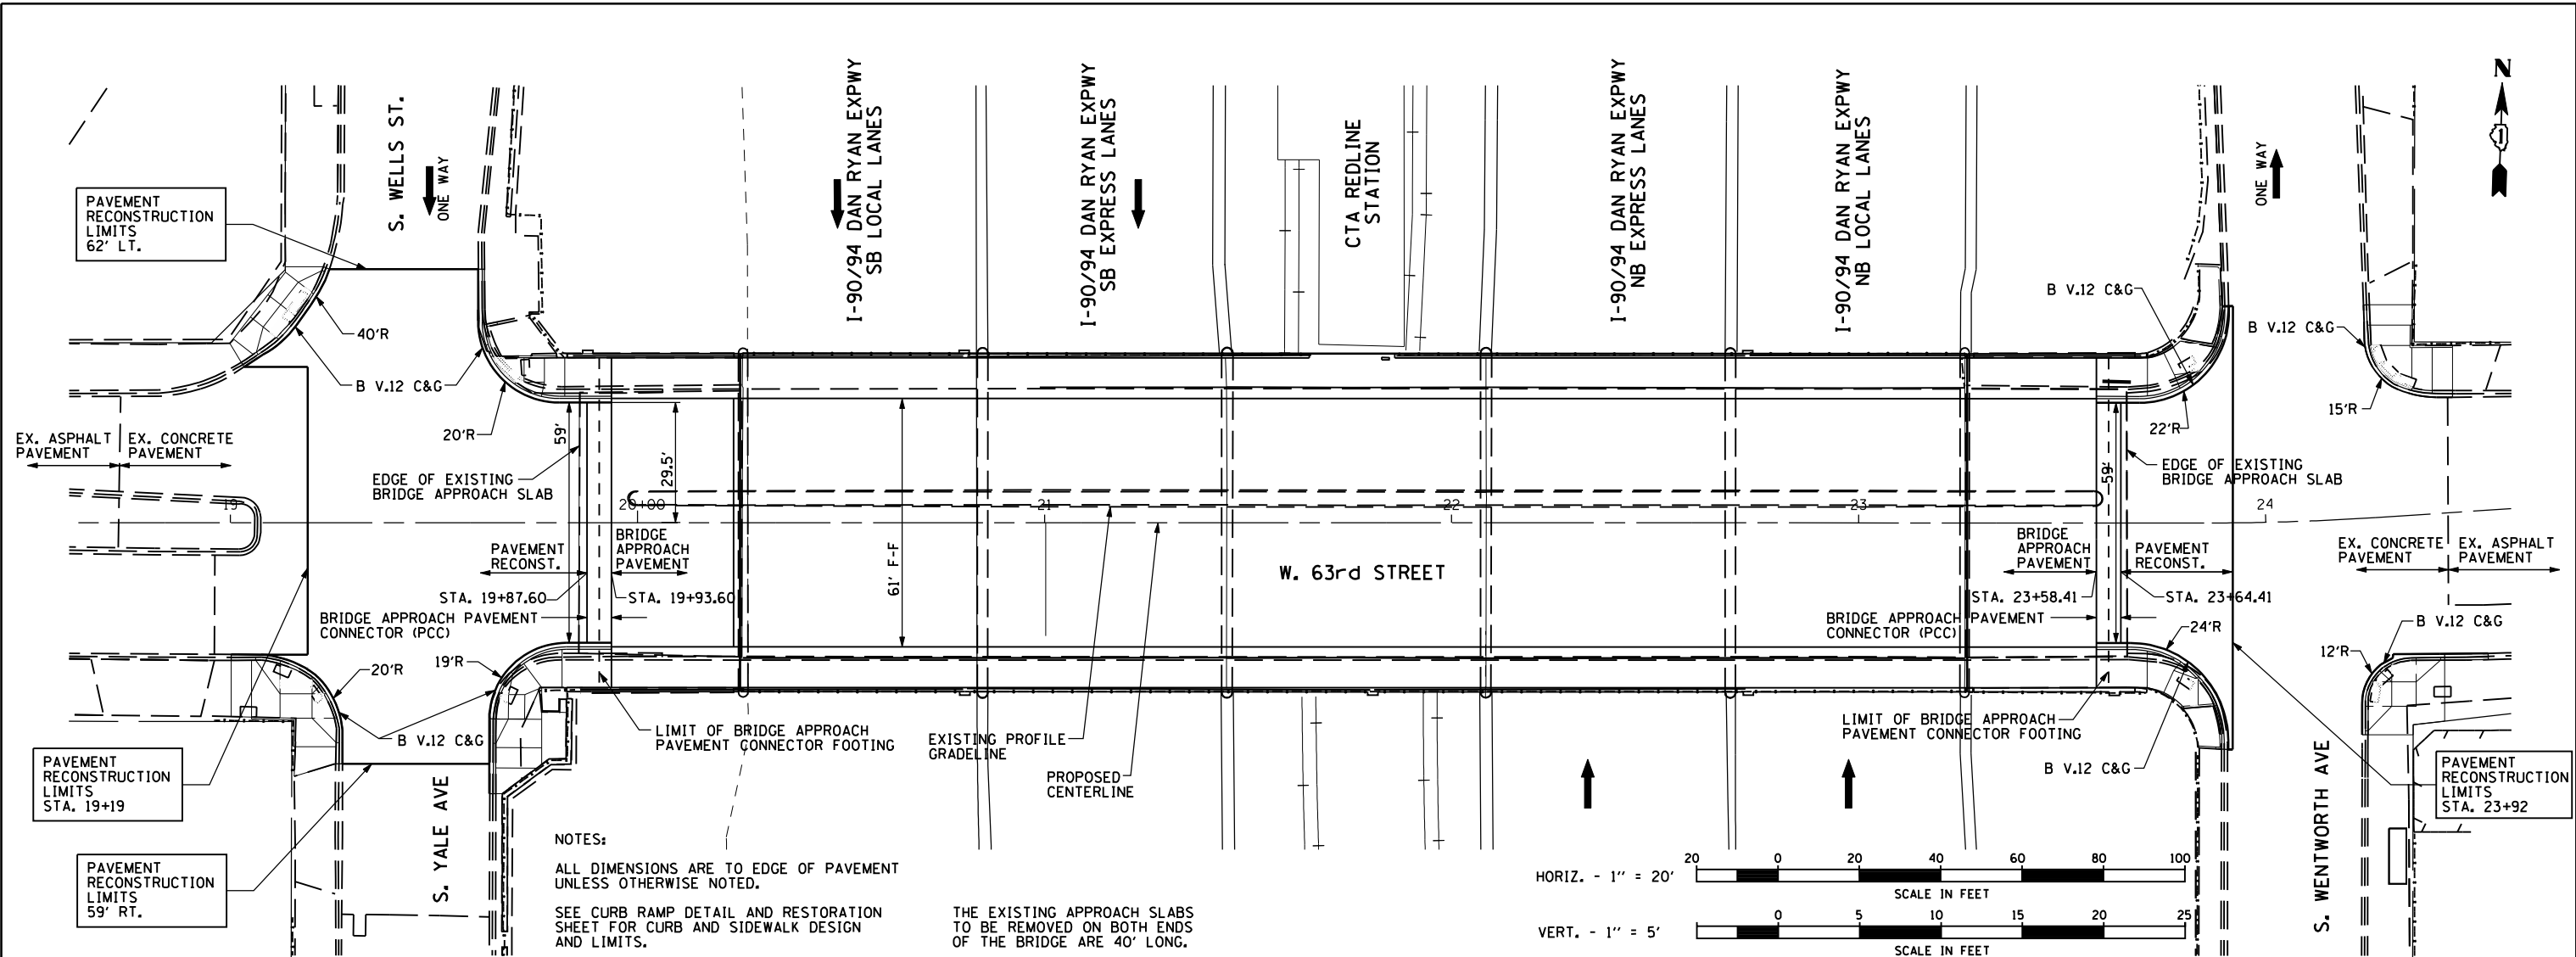 S. WELLS ST.
ONE WAY
I-90/94 DAN RYAN EXPWY
SB LOCAL LANES
I-90/94 DAN RYAN EXPWY
SB EXPRESS LANES
CTA REDLINE
STATION
I-90/94 DAN RYAN EXPWY
NB EXPRESS LANES
I-90/94 DAN RYAN EXPWY
NB LOCAL LANES
ONE WAY
N
PAVEMENT
RECONSTRUCTION
LIMITS
62' LT.
40'R
B V.12 C&G
20'R
B V.12 C&G
B V.12 C&G
22'R
15'R
EX. ASPHALT
PAVEMENT
EX. CONCRETE
PAVEMENT
EDGE OF EXISTING
BRIDGE APPROACH SLAB
59'
29.5'
61' F-F
59'
EDGE OF EXISTING
BRIDGE APPROACH SLAB
19
20+00
21
22
23
24
PAVEMENT
RECONST.
BRIDGE
APPROACH
PAVEMENT
STA. 19+87.60
STA. 19+93.60
BRIDGE APPROACH PAVEMENT
CONNECTOR (PCC)
W. 63rd STREET
BRIDGE
APPROACH
PAVEMENT
PAVEMENT
RECONST.
STA. 23+58.41
STA. 23+64.41
BRIDGE APPROACH PAVEMENT
CONNECTOR (PCC)
EX. CONCRETE
PAVEMENT
EX. ASPHALT
PAVEMENT
20'R
19'R
B V.12 C&G
24'R
12'R
B V.12 C&G
LIMIT OF BRIDGE APPROACH
PAVEMENT CONNECTOR FOOTING
EXISTING PROFILE
GRADELINE
PROPOSED
CENTERLINE
LIMIT OF BRIDGE APPROACH
PAVEMENT CONNECTOR FOOTING
B V.12 C&G
PAVEMENT
RECONSTRUCTION
LIMITS
STA. 19+19
PAVEMENT
RECONSTRUCTION
LIMITS
STA. 23+92
PAVEMENT
RECONSTRUCTION
LIMITS
59' RT.
S. YALE AVE
S. WENTWORTH AVE
NOTES:
ALL DIMENSIONS ARE TO EDGE OF PAVEMENT
UNLESS OTHERWISE NOTED.
SEE CURB RAMP DETAIL AND RESTORATION
SHEET FOR CURB AND SIDEWALK DESIGN
AND LIMITS.
THE EXISTING APPROACH SLABS
TO BE REMOVED ON BOTH ENDS
OF THE BRIDGE ARE 40' LONG.
HORIZ. - 1'' = 20'
20 0 20 40 60 80 100
SCALE IN FEET
VERT. - 1'' = 5'
0 5 10 15 20 25
SCALE IN FEET